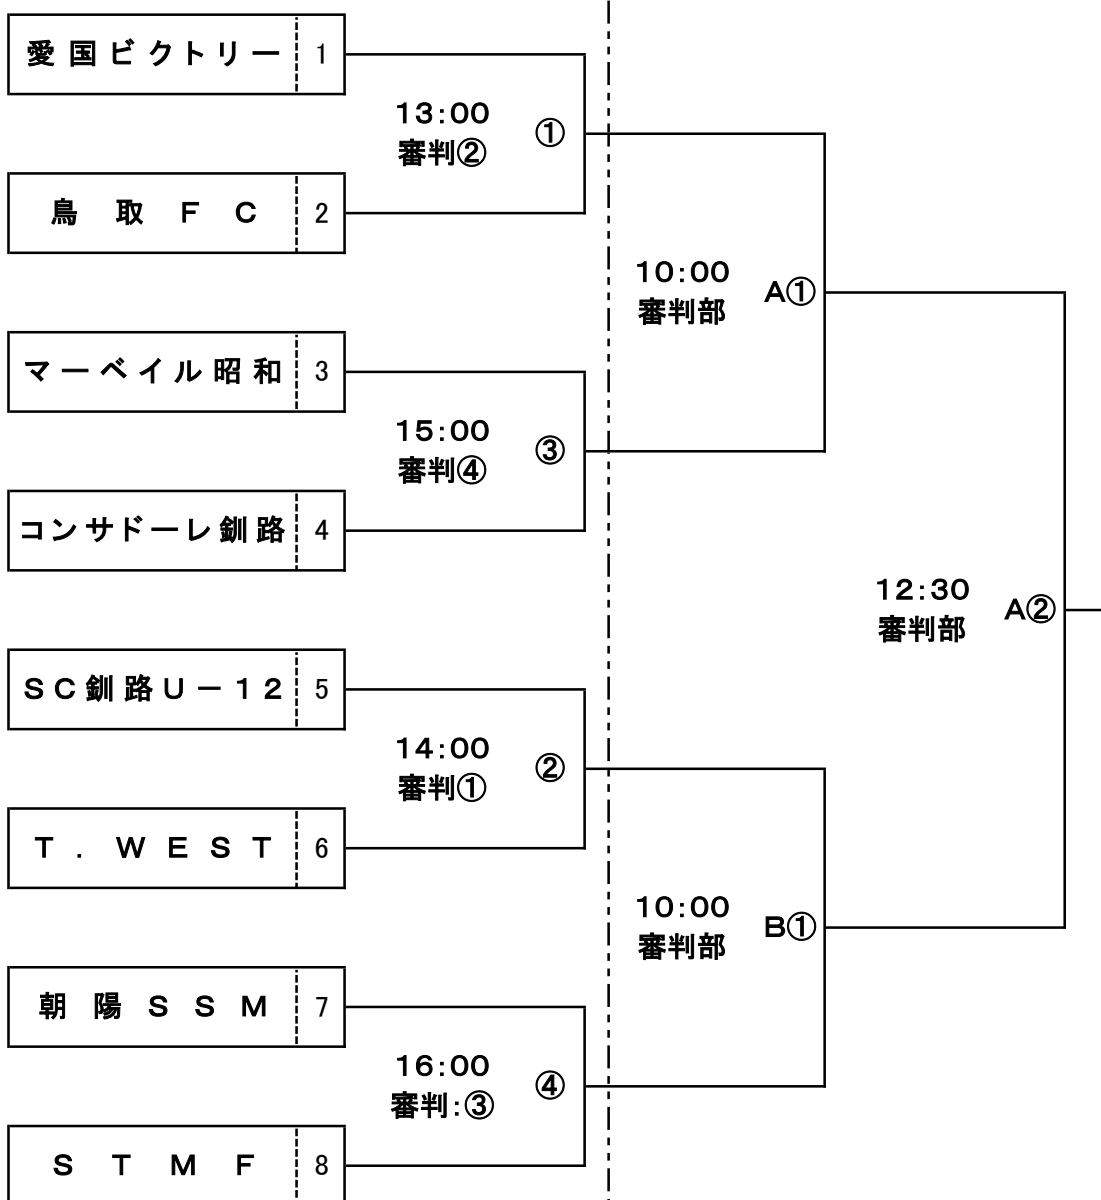 愛国ビクトリー 1
13:00
審判② ①
鳥取FC 2
10:00
審判部 A①
マーベイル昭和 3
15:00
審判④ ③
コンサドーレ釧路 4
12:30
審判部 A②
SC釧路U－12 5
14:00
審判① ②
T．WEST 6
10:00
審判部 B①
朝陽SSM 7
16:00
審判:③ ④
STMF 8